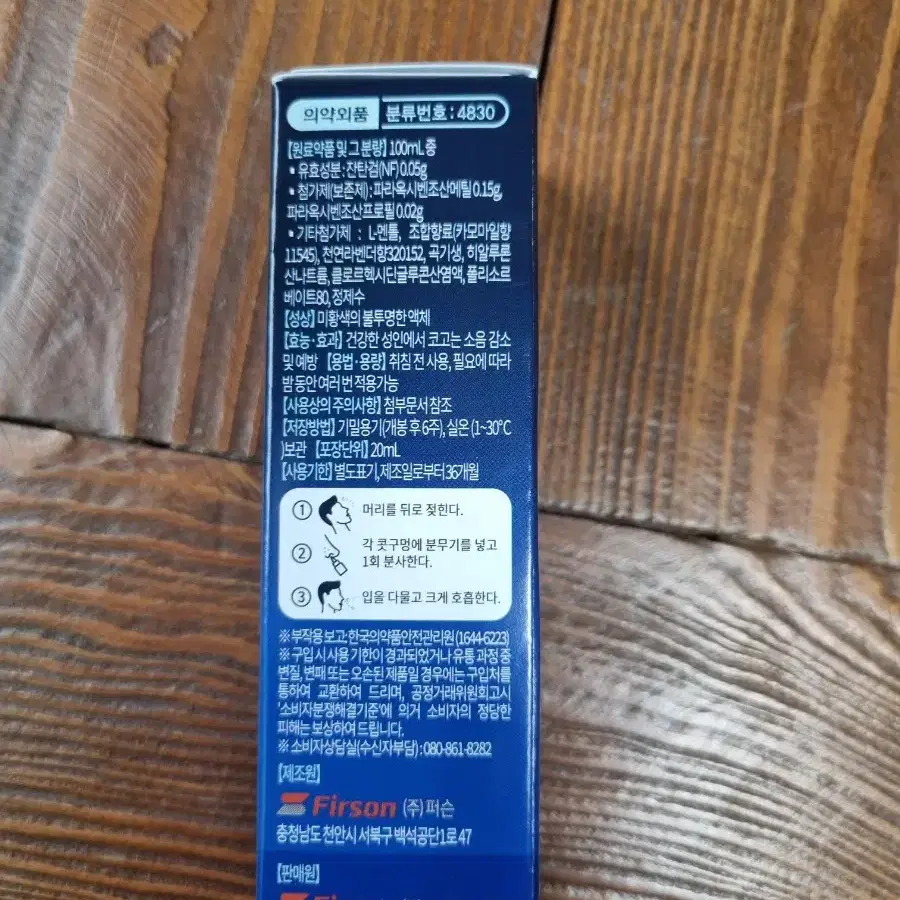 의약외품 분류번호:4830
【원료약품 및 그 분량】 100mL 중
• 유효성분 : 잔탄검(NF) 0.05g
• 첨가제(보존제) : 파라옥시벤조산메틸 0.15g,
파라옥시벤조산프로필 0.02g
• 기타첨가제 : L-멘톨, 조합향료(카모마일향
11545), 천연라벤더향320152, 곡기생, 히알루론
산나트륨, 클로르헥시딘글루콘산염액, 폴리소르
베이트80, 정제수
【성상】 미황색의 불투명한 액체
【효능·효과】 건강한 성인에서 코고는 소음 감소
및 예방 【용법·용량】 취침 전 사용, 필요에 따라
밤 동안 여러 번 적용가능
【사용상의 주의사항】 첨부문서 참조
【저장방법】 기밀용기(개봉 후 6주), 실온 (1~30°C
)보관 【포장단위】 20mL
【사용기한】 별도표기, 제조일로부터 36개월
① 머리를 뒤로 젖힌다.
② 각 콧구멍에 분무기를 넣고
1회 분사한다.
③ 입을 다물고 크게 호흡한다.
※ 부작용 보고:한국의약품안전관리원 (1644-6223)
※ 구입 시 사용 기한이 경과되었거나 유통 과정 중
변질, 변패 또는 오손된 제품일 경우에는 구입처를
통하여 교환하여 드리며, 공정거래위원회고시
'소비자분쟁해결기준'에 의거 소비자의 정당한
피해는 보상하여 드립니다.
※ 소비자상담실(수신자부담) : 080-861-8282
【제조원】
Firson (주)퍼슨
충청남도 천안시 서북구 백석공단1로 47
【판매원】